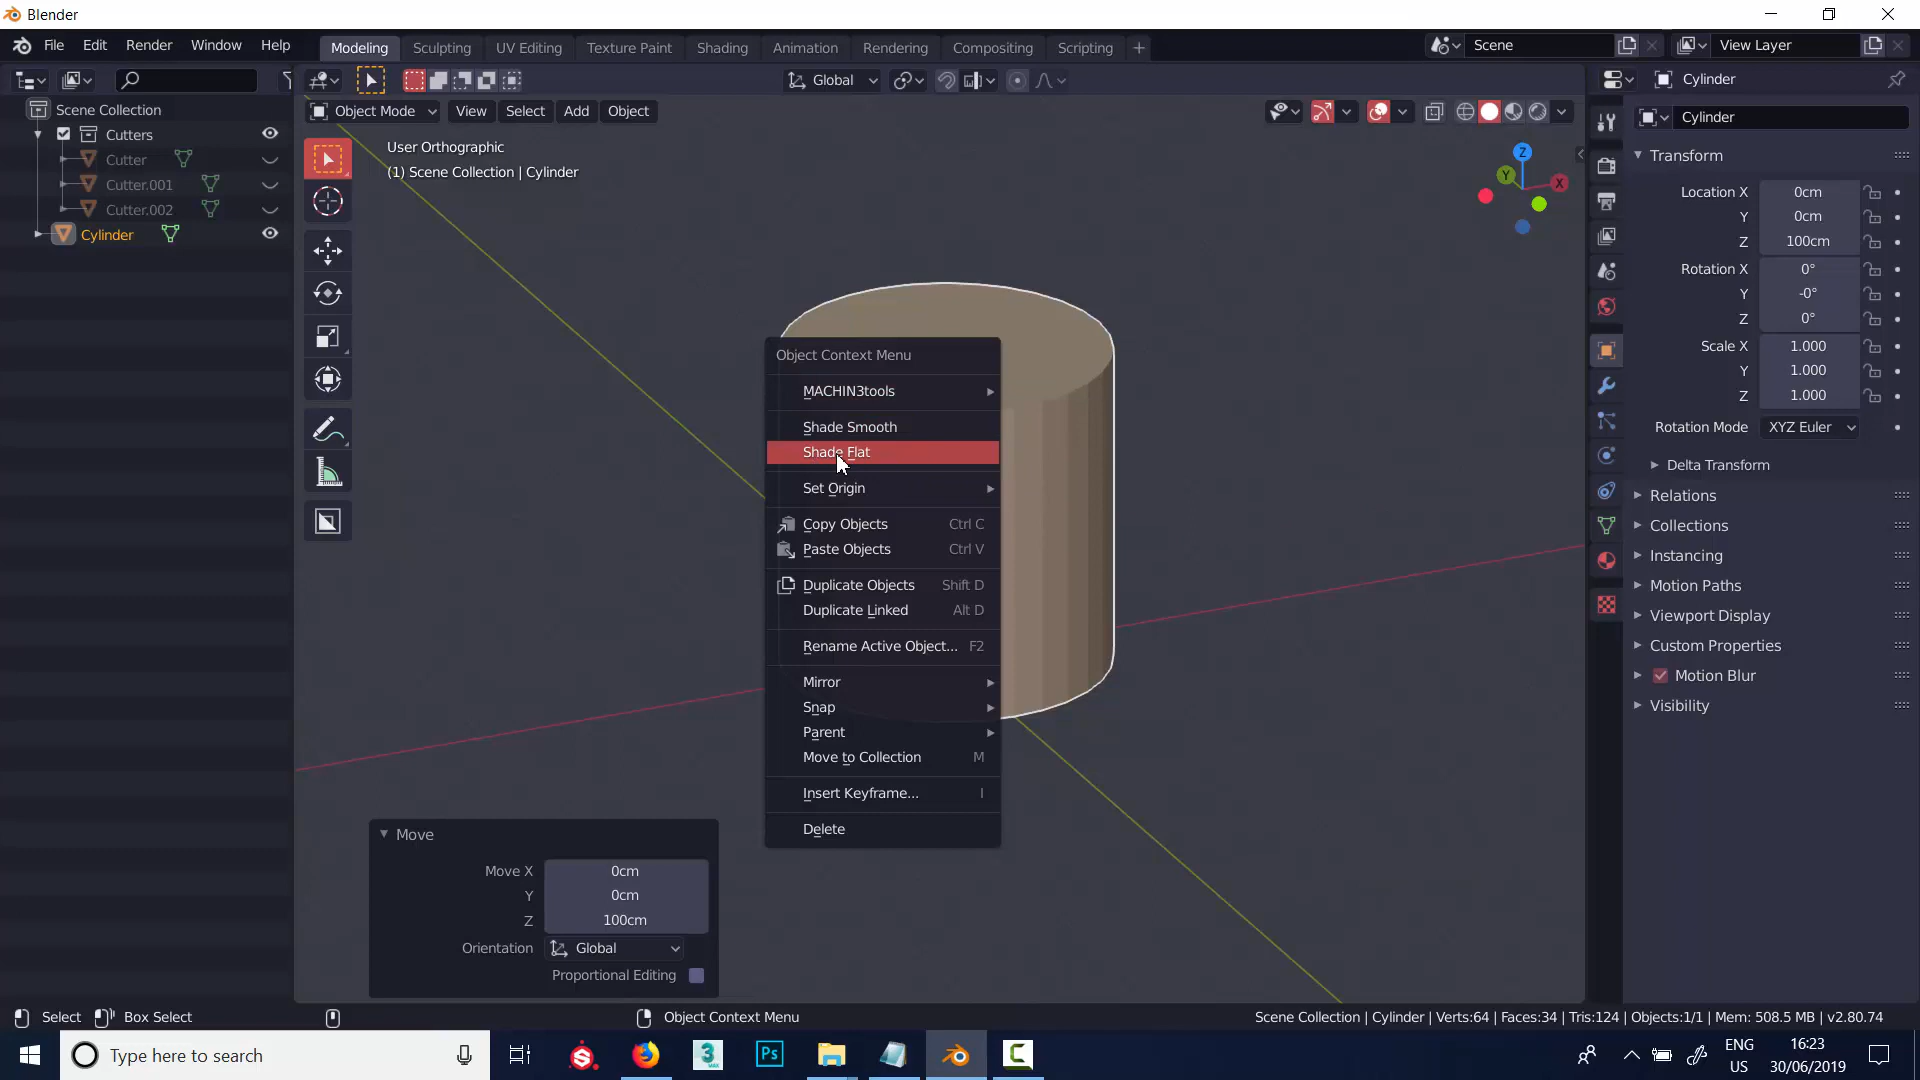 Blender
File Edit Render Window Help
Modeling Sculpting UV Editing Texture Paint Shading Animation Rendering Compositing Scripting +
Scene
View Layer
Global
Cylinder
Scene Collection
Object Mode View Select Add Object
Cylinder
Cutters
User Orthographic
(1) Scene Collection | Cylinder
Cutter
Cutter.001
Cutter.002
Cylinder
Z
Y
X
Transform
Location X 0cm
Y 0cm
Z 100cm
Rotation X 0°
Y -0°
Z 0°
Scale X 1.000
Y 1.000
Z 1.000
Rotation Mode XYZ Euler
Delta Transform
Relations
Collections
Instancing
Motion Paths
Viewport Display
Custom Properties
Motion Blur
Visibility
Object Context Menu
MACHIN3tools
Shade Smooth
Shade Flat
Set Origin
Copy Objects Ctrl C
Paste Objects Ctrl V
Duplicate Objects Shift D
Duplicate Linked Alt D
Rename Active Object... F2
Mirror
Snap
Parent
Move to Collection M
Insert Keyframe... I
Delete
Move
Move X 0cm
Y 0cm
Z 100cm
Orientation Global
Proportional Editing
Select Box Select Object Context Menu
Scene Collection | Cylinder | Verts:64 | Faces:34 | Tris:124 | Objects:1/1 | Mem: 508.5 MB | v2.80.74
Type here to search
S
3
Ps
C
ENG
US
16:23
30/06/2019